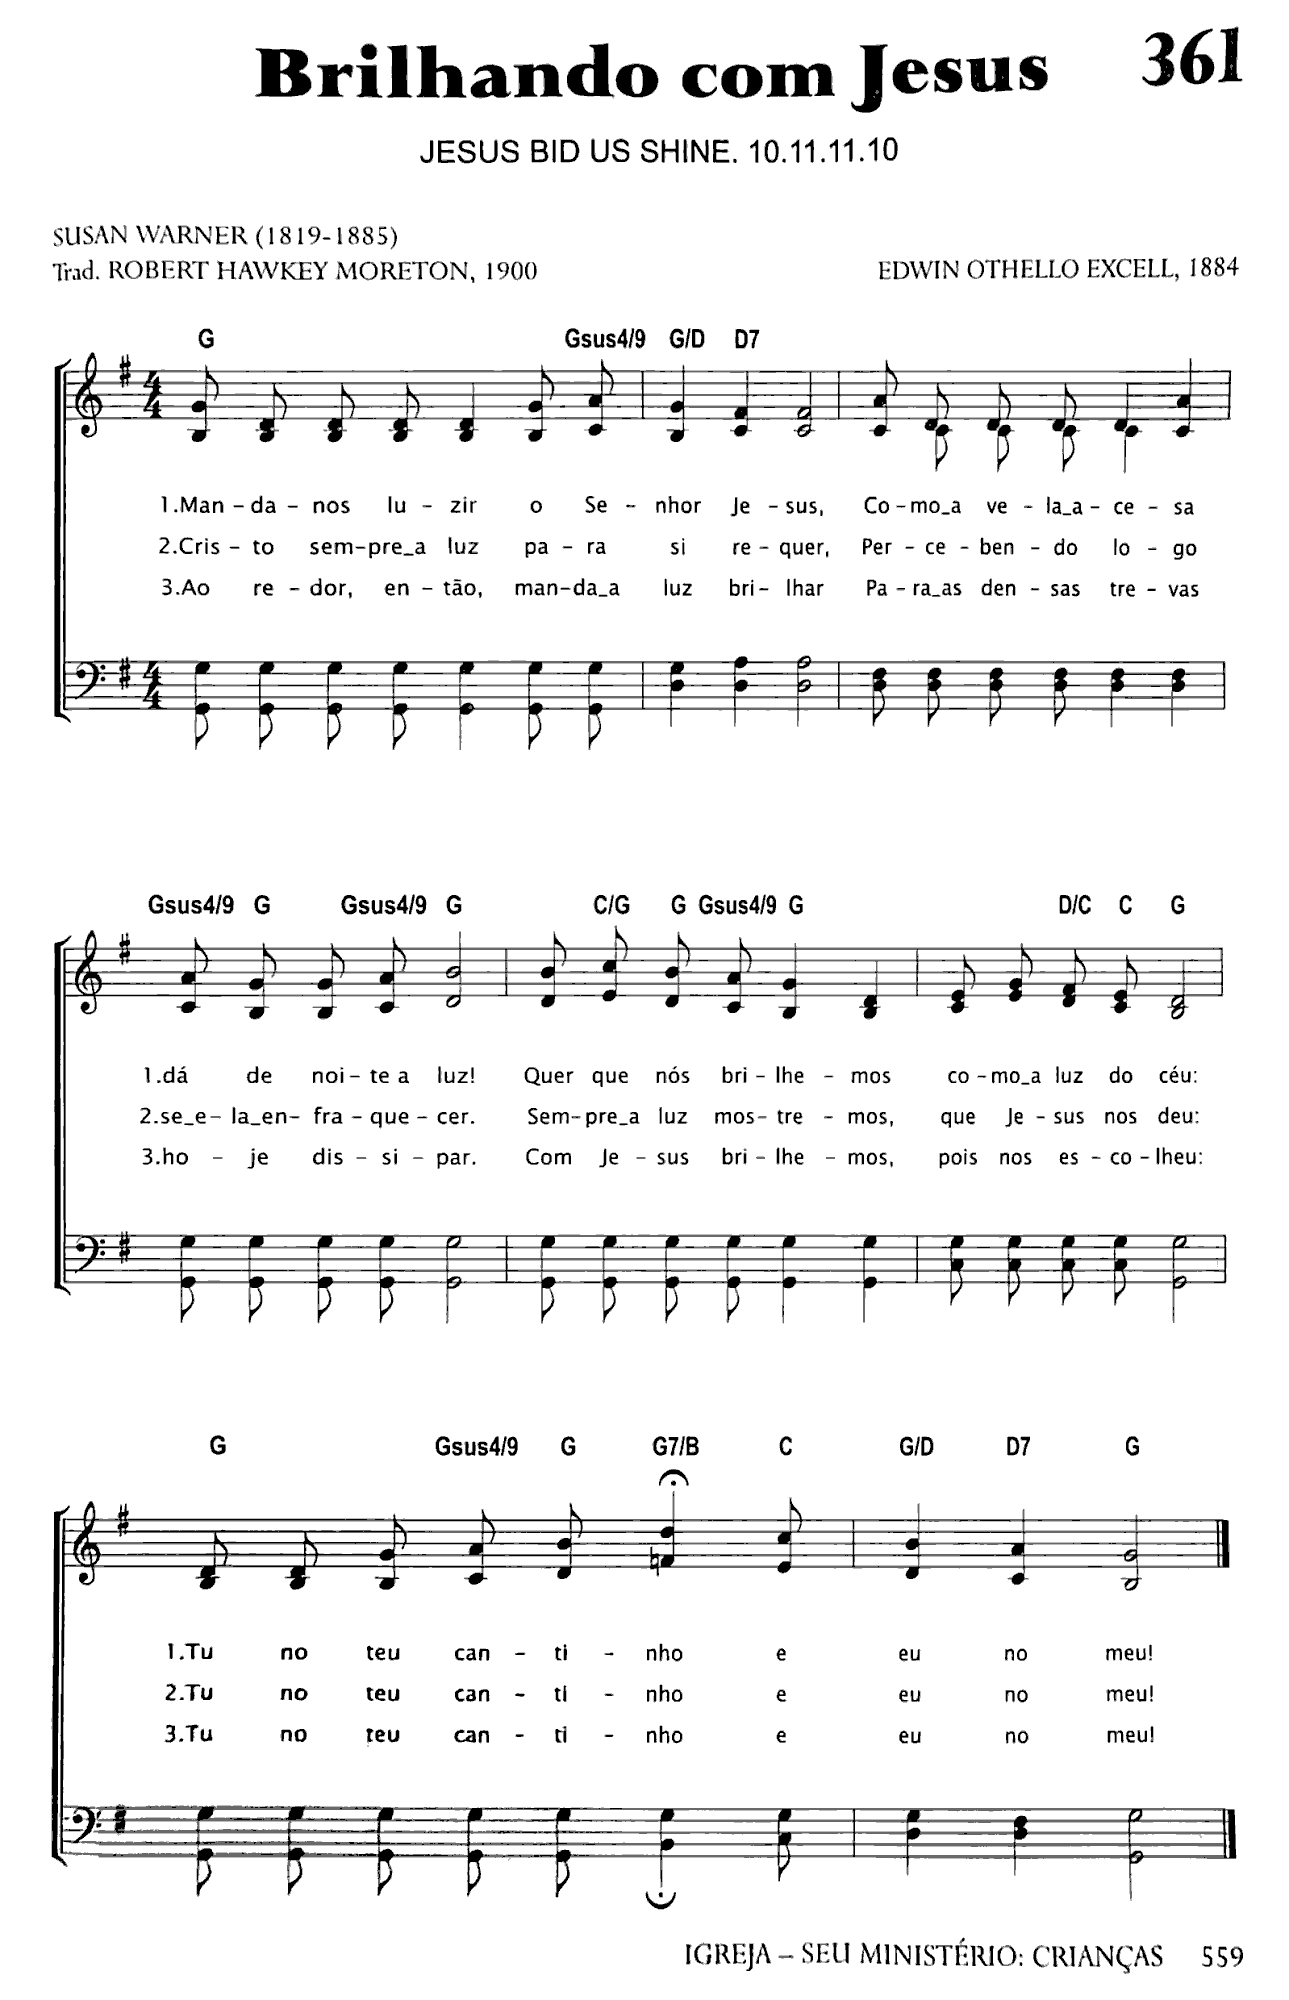 Brilhando com Jesus 361
JESUS BID US SHINE. 10.11.11.10
SUSAN WARNER (1819-1885)
Trad. ROBERT HAWKEY MORETON, 1900 EDWIN OTHELLO EXCELL, 1884
G Gsus4/9 G/D D7
4 4
1.Man – da – nos lu – zir o Se – nhor Je – sus, Co – mo_a ve – la_a – ce – sa
2.Cris – to sem–pre_a luz pa – ra si re – quer, Per – ce – ben – do lo – go
3.Ao re – dor, en – tão, man–da_a luz bri – lhar Pa – ra_as den – sas tre – vas
4 4
Gsus4/9 G Gsus4/9 G C/G G Gsus4/9 G D/C C G
1.dá de noi – te a luz! Quer que nós bri – lhe – mos co – mo_a luz do céu:
2.se_e – la_en – fra – que – cer. Sem–pre_a luz mos – tre – mos, que Je – sus nos deu:
3.ho – je dis – si – par. Com Je – sus bri – lhe – mos, pois nos es – co – lheu:
G Gsus4/9 G G7/B C G/D D7 G
1.Tu no teu can – ti – nho e eu no meu!
2.Tu no teu can – ti – nho e eu no meu!
3.Tu no teu can – ti – nho e eu no meu!
IGREJA – SEU MINISTÉRIO: CRIANÇAS 559